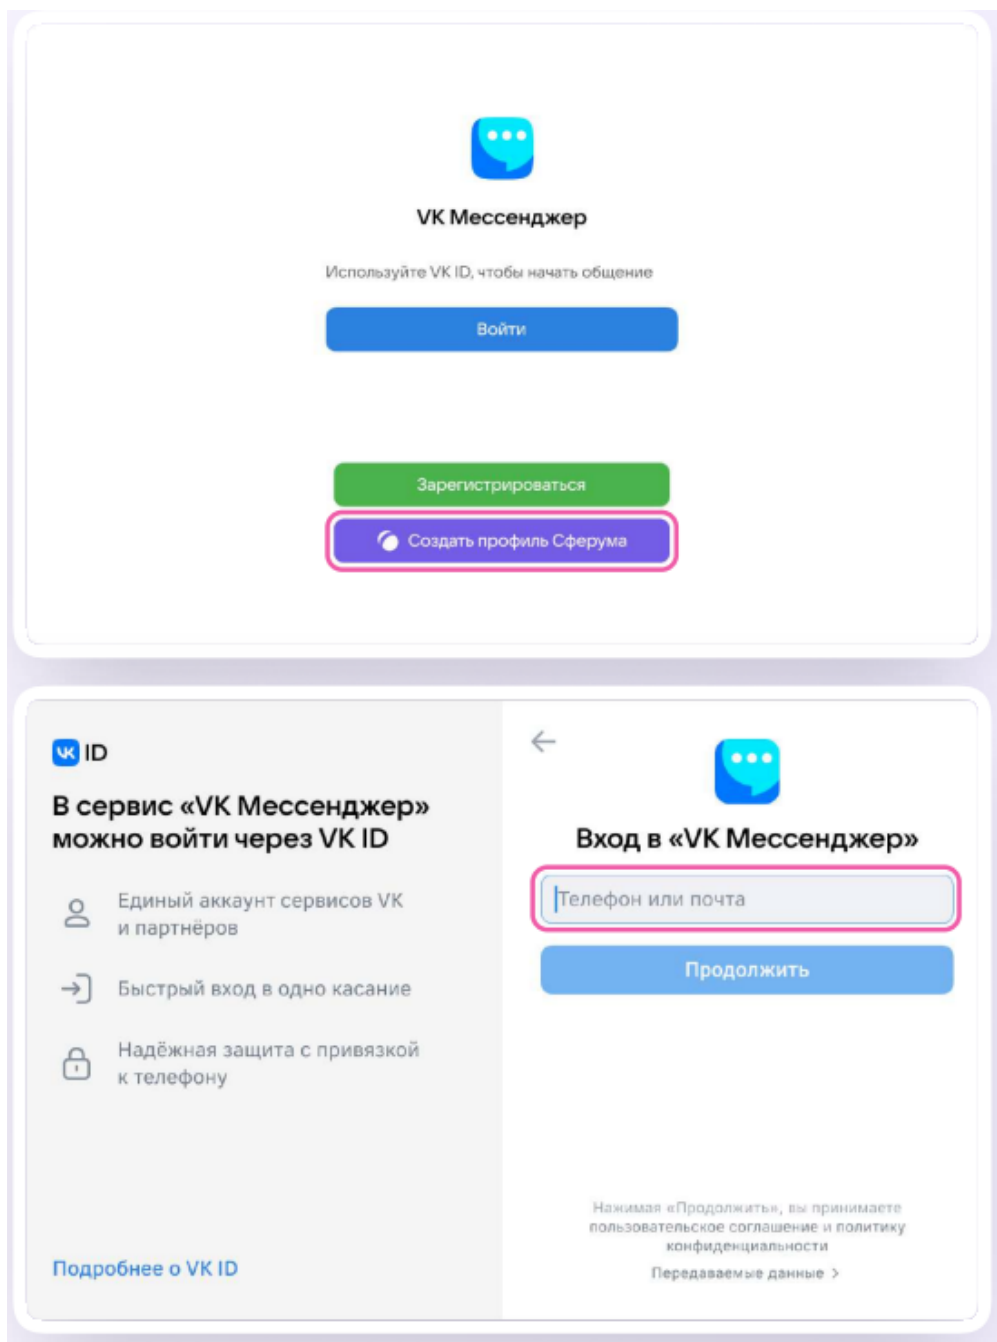 VK Мессенджер
Используйте VK ID, чтобы начать общение
Войти
Зарегистрироваться
Создать профиль Сферума
VK ID
В сервис «VK Мессенджер»
можно войти через VK ID
Единый аккаунт сервисов VK
и партнёров
Быстрый вход в одно касание
Надёжная защита с привязкой
к телефону
Подробнее о VK ID
Вход в «VK Мессенджер»
Телефон или почта
Продолжить
Нажимая «Продолжить», вы принимаете
пользовательское соглашение и политику
конфиденциальности
Передаваемые данные >